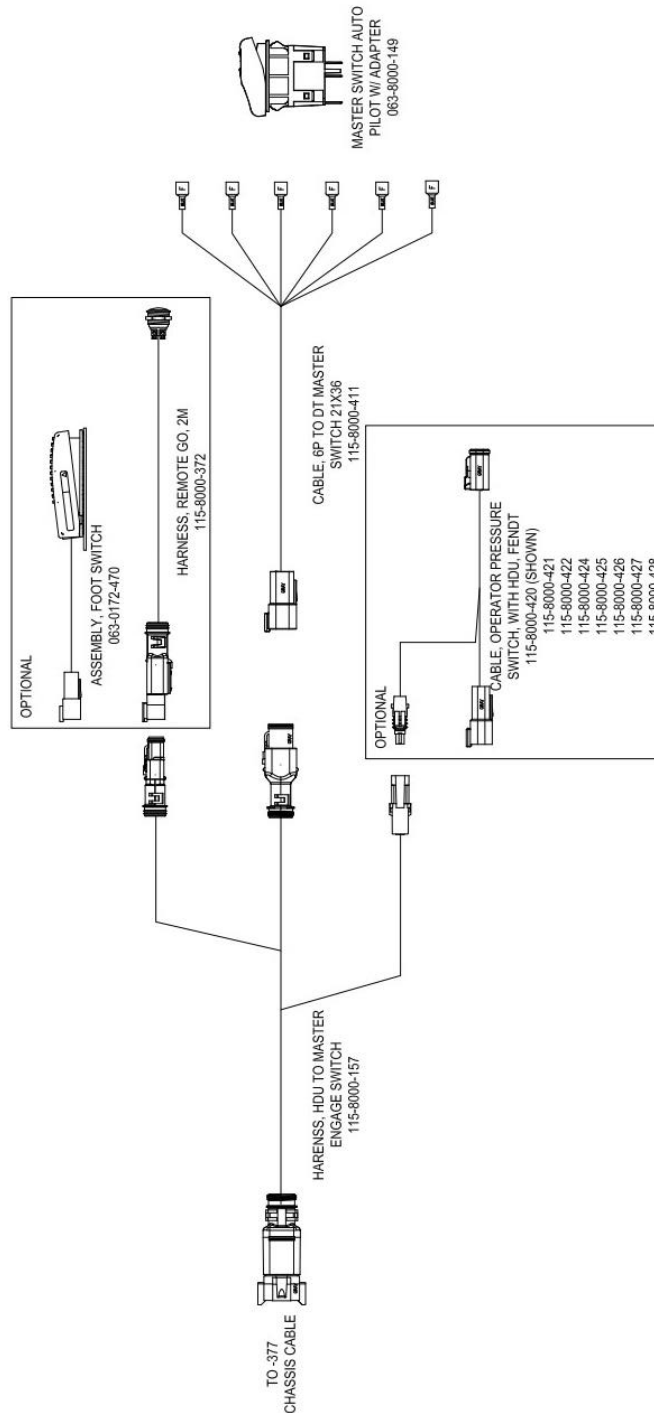 TO -377
CHASSIS CABLE
HARENSS, HDU TO MASTER
ENGAGE SWITCH
115-8000-157
OPTIONAL
ASSEMBLY, FOOT SWITCH
063-0172-470
HARNESS, REMOTE GO, 2M
115-8000-372
CABLE, 6P TO DT MASTER
SWITCH 21X36
115-8000-411
OPTIONAL
CABLE, OPERATOR PRESSURE
SWITCH, WITH HDU, FENDT
115-8000-420 (SHOWN)
115-8000-421
115-8000-422
115-8000-424
115-8000-425
115-8000-426
115-8000-427
115-8000-428
F
F
F
F
F
F
MASTER SWITCH AUTO
PILOT W/ ADAPTER
063-8000-149